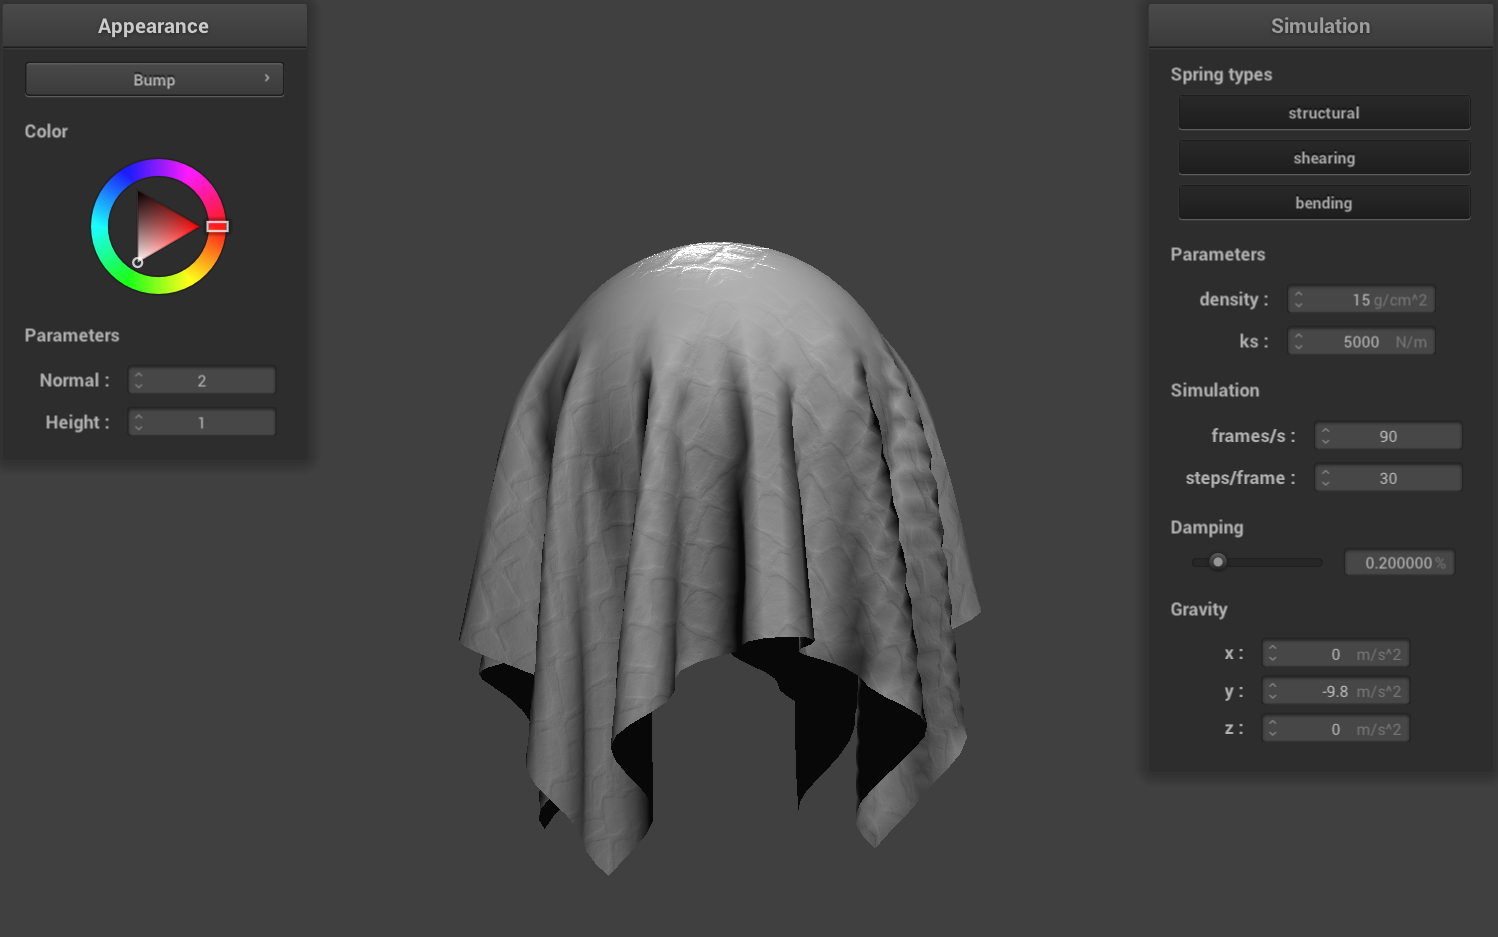 Appearance
Bump
Color
Parameters
Normal : 2
Height : 1
Simulation
Spring types
structural
shearing
bending
Parameters
density : 15 g/cm^2
ks : 5000 N/m
Simulation
frames/s : 90
steps/frame : 30
Damping
0.200000 %
Gravity
x : 0 m/s^2
y : -9.8 m/s^2
z : 0 m/s^2